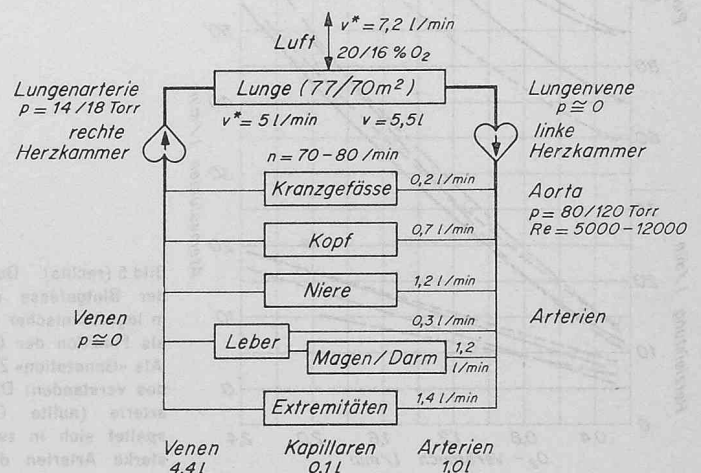 v* = 7,2 l/min
Luft
20/16 % O2
Lungenarterie
p = 14/18 Torr
rechte
Herzkammer
Lunge (77/70m²)
v* = 5 l/min v = 5,5 l
n = 70-80 /min
Lungenvene
p ≅ 0
linke
Herzkammer
Kranzgefässe
0,2 l/min
Aorta
p = 80/120 Torr
Re = 5000-12000
Kopf
0,7 l/min
Niere
1,2 l/min
Venen
p ≅ 0
Leber
0,3 l/min
Arterien
Magen/Darm
1,2
l/min
Extremitäten
1,4 l/min
Venen Kapillaren Arterien
4,4 l 0,1 l 1,0 l